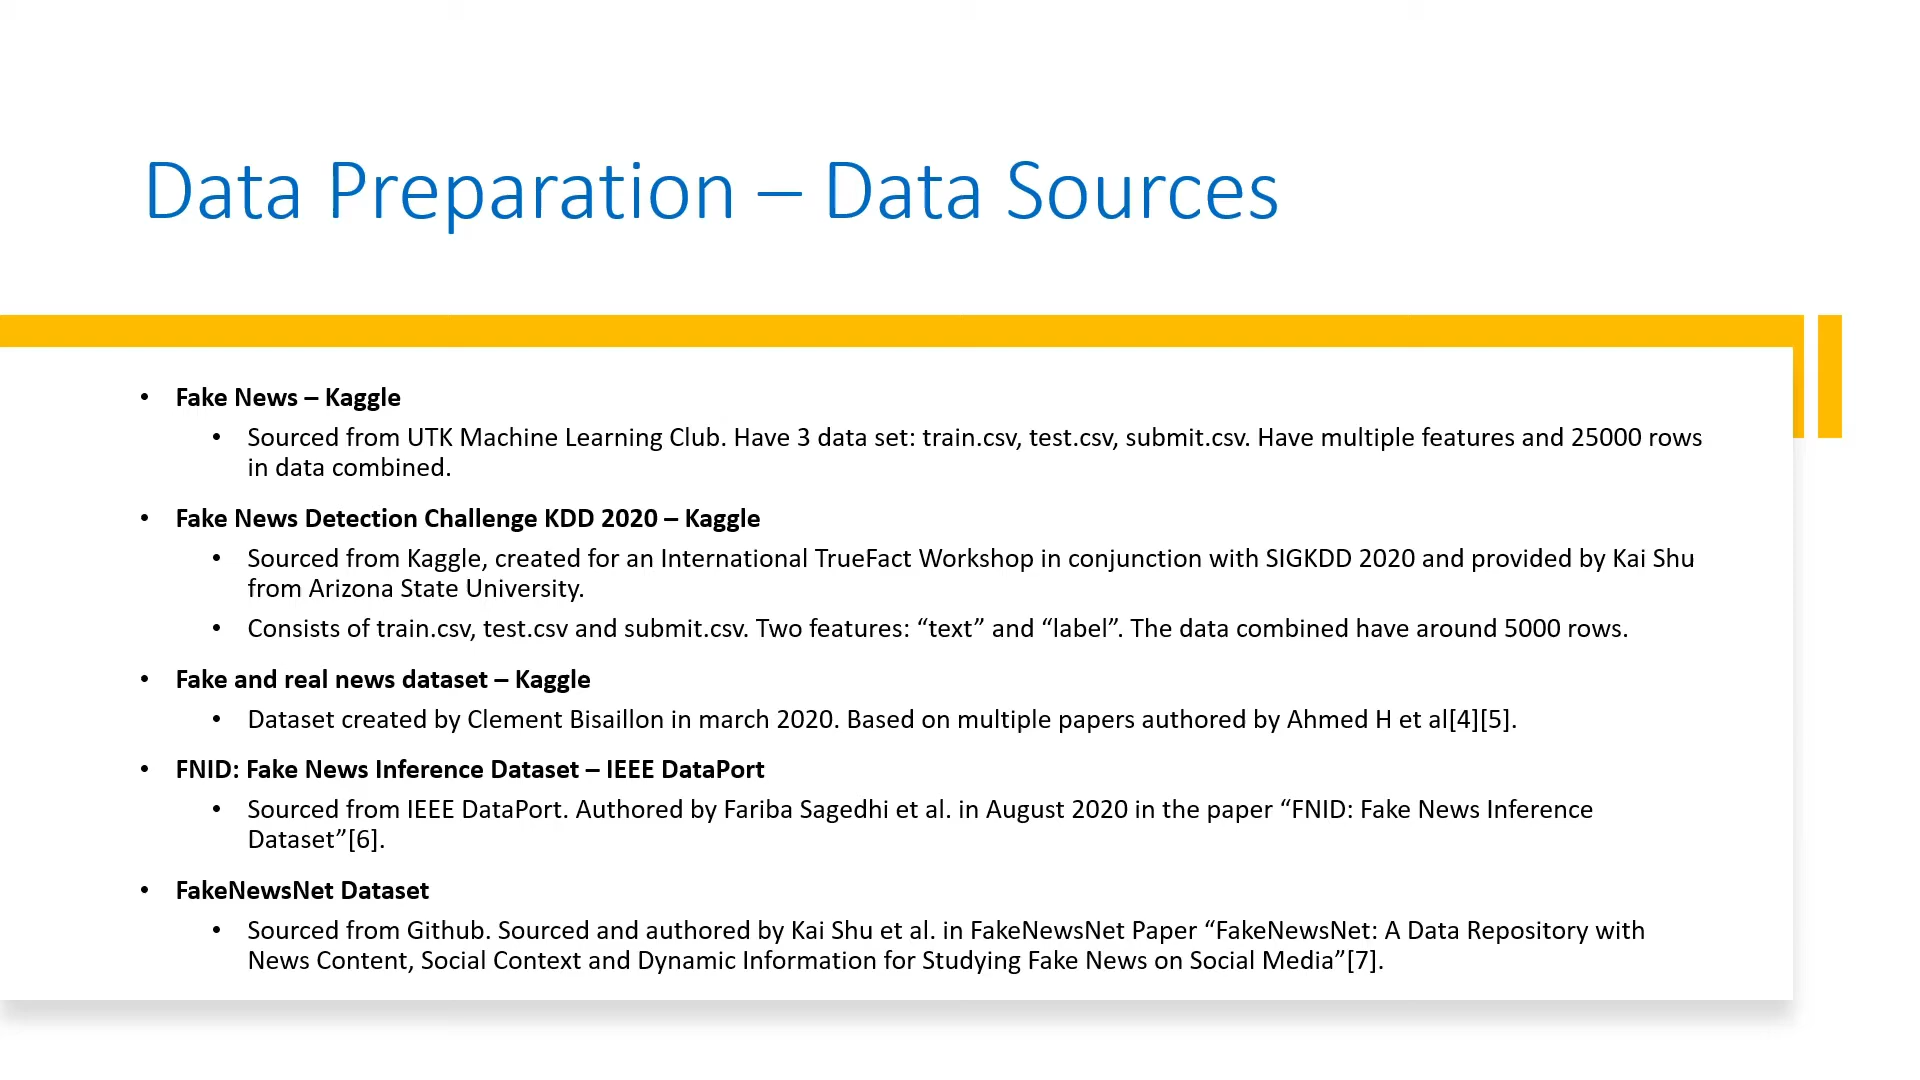 Data Preparation – Data Sources
• Fake News – Kaggle
• Sourced from UTK Machine Learning Club. Have 3 data set: train.csv, test.csv, submit.csv. Have multiple features and 25000 rows
in data combined.
• Fake News Detection Challenge KDD 2020 – Kaggle
• Sourced from Kaggle, created for an International TrueFact Workshop in conjunction with SIGKDD 2020 and provided by Kai Shu
from Arizona State University.
• Consists of train.csv, test.csv and submit.csv. Two features: “text” and “label”. The data combined have around 5000 rows.
• Fake and real news dataset – Kaggle
• Dataset created by Clement Bisaillon in march 2020. Based on multiple papers authored by Ahmed H et al[4][5].
• FNID: Fake News Inference Dataset – IEEE DataPort
• Sourced from IEEE DataPort. Authored by Fariba Sagedhi et al. in August 2020 in the paper “FNID: Fake News Inference
Dataset”[6].
• FakeNewsNet Dataset
• Sourced from Github. Sourced and authored by Kai Shu et al. in FakeNewsNet Paper “FakeNewsNet: A Data Repository with
News Content, Social Context and Dynamic Information for Studying Fake News on Social Media”[7].